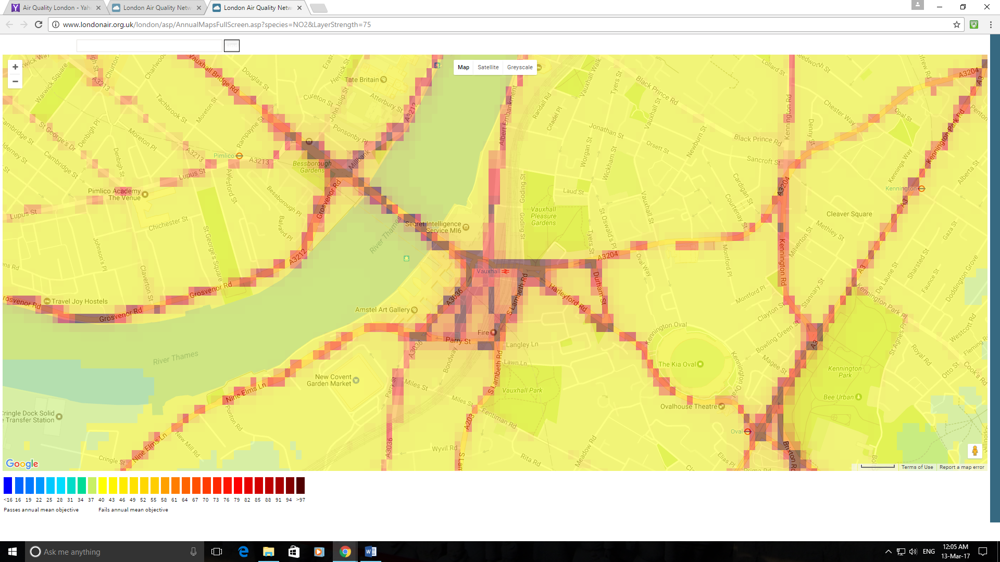 Air Quality London - Yah
London Air Quality Netw
London Air Quality Netw
www.londonair.org.uk/london/asp/AnnualMapsFullScreen.asp?species=NO2&LayerStrength=75
Map Satellite Greyscale
+
−
Warwick Square
A3213
Vauxhall Bridge Rd
Douglas St
Herrick St
Tate Britain
Cureton St
John Islip St
Atterbury St
A3212
Tachbrook St
Moreton St
Rampayne St
Ponsonby Pl
St George's Dr
Denbigh Pl
Moreton Pl
Cambridge St
Denbigh St
A3213
Pimlico
A3213
Lupus St
Aylesford St
Bessborough Gardens
Millbank
Grosvenor Rd
Pimlico Academy
The Venue
Bessborough Pl
Balvaird Pl
Lupus St
Chichester St
St George's Square
Johnson's Pl
Claverton St
A3212
Grosvenor Rd
Travel Joy Hostels
Grosvenor Rd
River Thames
River Thames
Secret Intelligence
Service MI6
Albert Embankment
Randall Rd
Citadel Pl
Vauxhall Walk
Tyers St
Black Prince Rd
Vauxhall St
Jonathan St
Worgan St
Wickham St
Orsett St
Newburn St
Goding St
Goding St
Laud St
Vauxhall
Pleasure
Gardens
Tyers St
St Oswald's Pl
Vauxhall St
Lollard St
Kennington Rd
Denny St
Chester Way
Opal St
Black Prince Rd
Sancroft St
A3204
A3
Kennington Park Rd
Kennings Way
Alberta St
Kennington
A3204
Cardigan St
Courtenay St
Cleaver Square
Methley St
A3
Gaza St
Milverton St
Kennington Rd
Montford Pl
Oval Way
A3204
Vauxhall
Durham St
Harleyford Rd
S Lambeth Rd
A3036
Amstel Art Gallery
Fire
Parry St
A3036
Langley Ln
Lawn Ln
Bondway
S Lambeth Rd
Vauxhall Park
New Covent
Garden Market
Parry St
Miles St
Miles St
Fentiman Rd
A203
Nine Elms Ln
Ponton Rd
Nine Elms Ln
New Mill Rd
Cringle St
Cringle Dock Solid
Transfer Station
A3036
Wyvil Rd
Rita Rd
Meadow Rd
Kennington Oval
The Kia Oval
Ovalhouse Theatre
Oval
Elias Pl
Brixton Rd
Montford Pl
Clayton St
Bowling Green St
Magee St
Stannary St
A3
A3
De Laune St
Sharsted St
Faunce St
Doddington Grove
Kennington Park Pl
St Agnes Pl
Royal Rd
Westcott Rd
Fleming Rd
Cook's Rd
Otto St
Kennington
Park
Bee Urban
Google
Terms of Use
Report a map error
<16 16 19 22 25 28 31 34 37 40 43 46 49 52 55 58 61 64 67 70 73 76 79 82 85 88 91 94 >97
Passes annual mean objective Fails annual mean objective
Ask me anything
ENG
12:05 AM
13-Mar-17